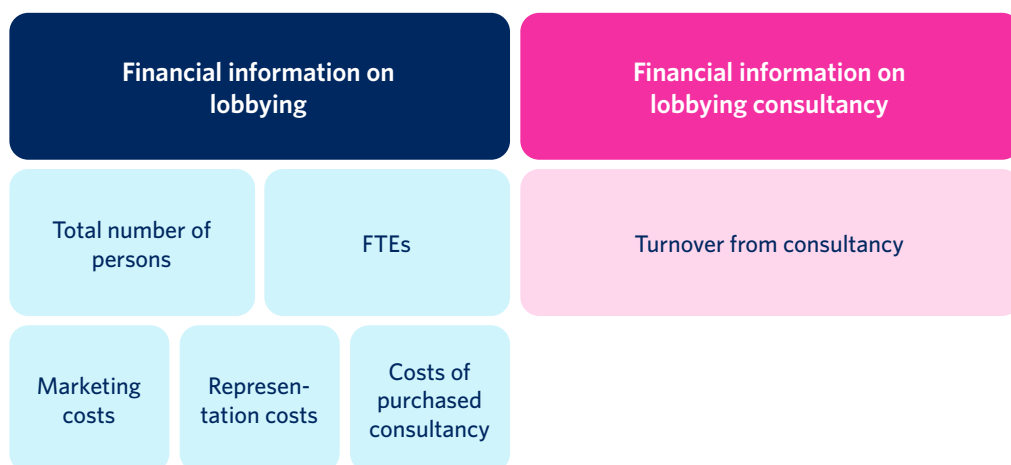 Financial information on
lobbying
Financial information on
lobbying consultancy
Total number of
persons
FTEs
Turnover from consultancy
Marketing
costs
Represen-
tation costs
Costs of
purchased
consultancy